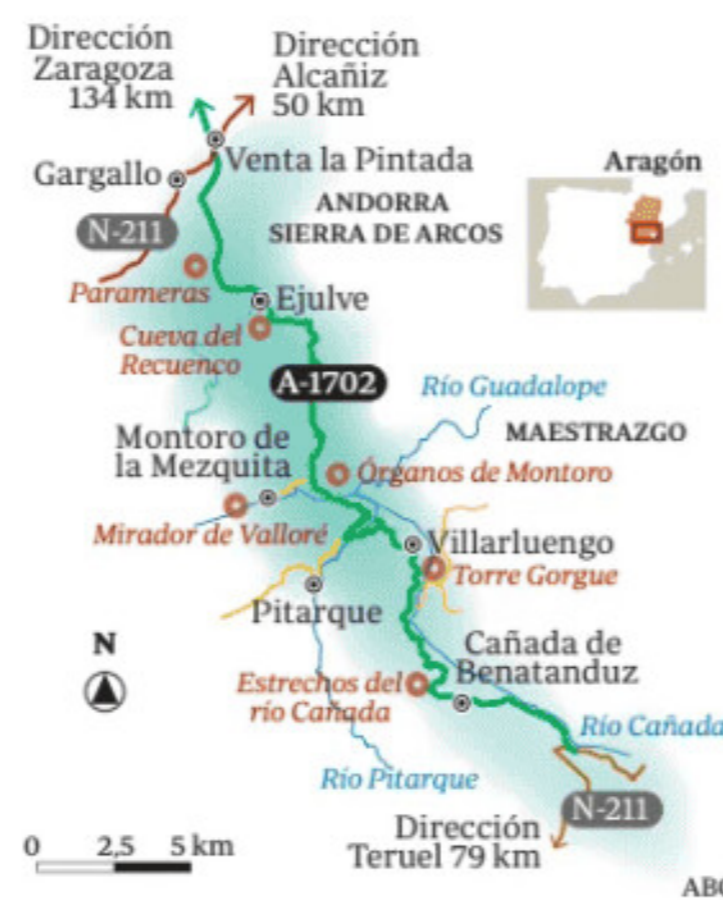 Dirección
Zaragoza
134 km
Dirección
Alcañiz
50 km
Venta la Pintada
Gargallo
Aragón
N-211
ANDORRA
SIERRA DE ARCOS
Parameras
Ejulve
Cueva del
Recuenco
A-1702
Río Guadalope
Montoro de
la Mezquita
MAESTRAZGO
Órganos de Montoro
Mirador de Valloré
Villarluengo
Torre Gorgue
Pitarque
N
Cañada de
Benatanduz
Estrechos del
río Cañada
Río Cañada
Río Pitarque
N-211
Dirección
Teruel 79 km
0 2,5 5 km
ABC